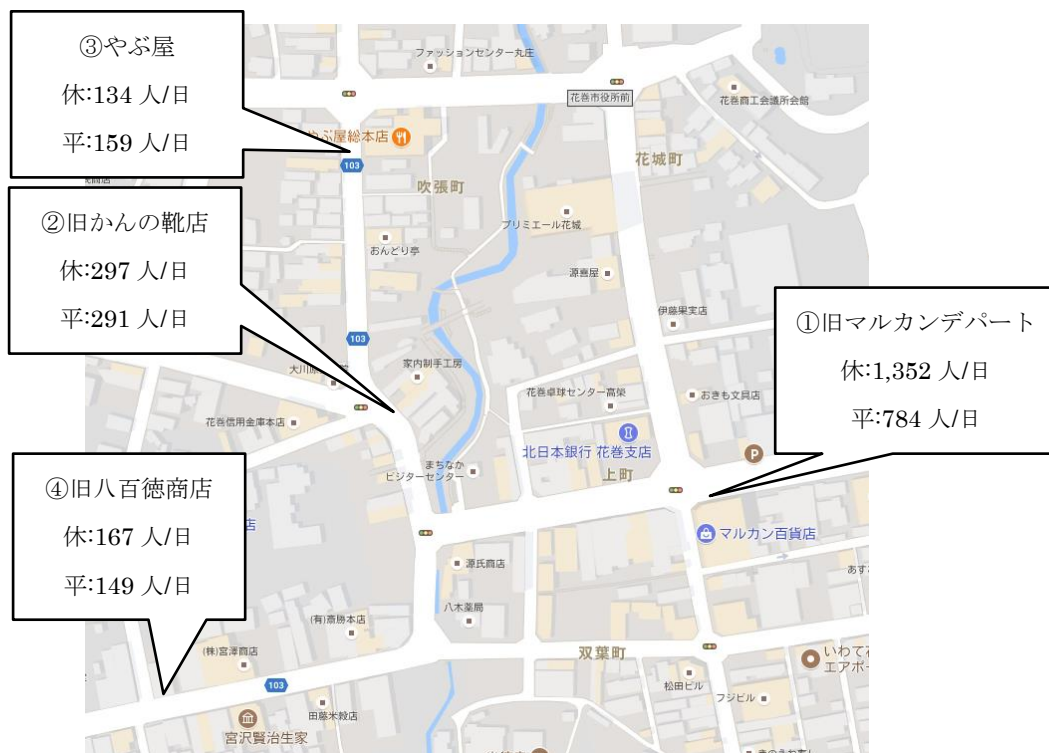 ③やぶ屋
休:134 人/日
平:159 人/日
②旧かんの靴店
休:297 人/日
平:291 人/日
①旧マルカンデパート
休:1,352 人/日
平:784 人/日
④旧八百徳商店
休:167 人/日
平:149 人/日
ファッションセンター丸庄
花巻市役所前
花巻商工会議所会館
やぶ屋総本店
103
吹張町
花城町
おんどり亭
プリミエール花城
源喜屋
伊藤果実店
103
家内制手工房
花巻信用金庫本店
花巻卓球センター高榮
おきも文具店
北日本銀行 花巻支店
P
まちなか
ビジターセンター
上町
店
マルカン百貨店
源氏商店
八木薬局
(有)斎勝本店
(株)宮澤商店
双葉町
いわて花
エアポー
松田ビル
フジビル
103
田藤米穀店
宮沢賢治生家